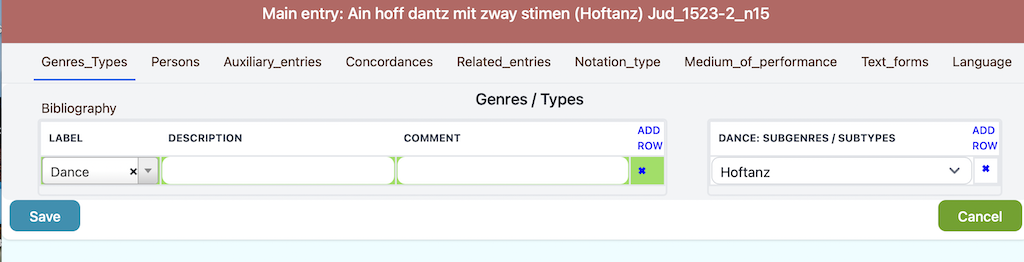 Main entry: Ain hoff dantz mit zway stimen (Hoftanz) Jud_1523-2_n15
Genres_Types Persons Auxiliary_entries Concordances Related_entries Notation_type Medium_of_performance Text_forms Language
Bibliography
Genres / Types
LABEL DESCRIPTION COMMENT ADD ROW
Dance × ✖
DANCE: SUBGENRES / SUBTYPES ADD ROW
Hoftanz ✖
Save Cancel